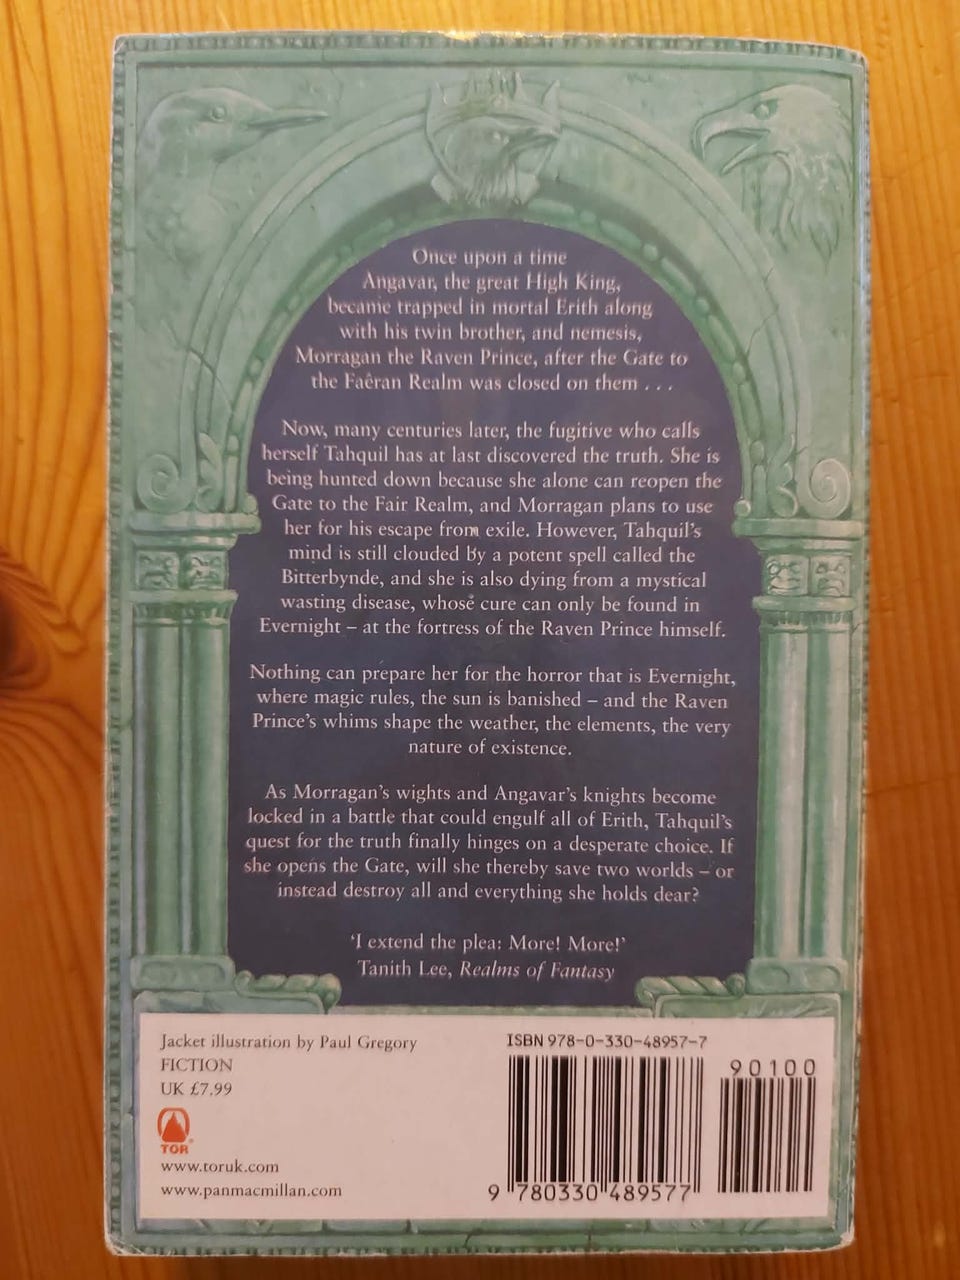 Once upon a time
Angavar, the great High King,
became trapped in mortal Erith along
with his twin brother, and nemesis,
Morragan the Raven Prince, after the Gate to
the Faêran Realm was closed on them . . .
Now, many centuries later, the fugitive who calls
herself Tahquil has at last discovered the truth. She is
being hunted down because she alone can reopen the
Gate to the Fair Realm, and Morragan plans to use
her for his escape from exile. However, Tahquil's
mind is still clouded by a potent spell called the
Bitterbynde, and she is also dying from a mystical
wasting disease, whose cure can only be found in
Evernight – at the fortress of the Raven Prince himself.
Nothing can prepare her for the horror that is Evernight,
where magic rules, the sun is banished – and the Raven
Prince's whims shape the weather, the elements, the very
nature of existence.
As Morragan's wights and Angavar's knights become
locked in a battle that could engulf all of Erith, Tahquil's
quest for the truth finally hinges on a desperate choice. If
she opens the Gate, will she thereby save two worlds – or
instead destroy all and everything she holds dear?
'I extend the plea: More! More!'
Tanith Lee, Realms of Fantasy
Jacket illustration by Paul Gregory
FICTION
UK £7.99
TOR®
www.toruk.com
www.panmacmillan.com
ISBN 978-0-330-48957-7
90100
9 780330 489577